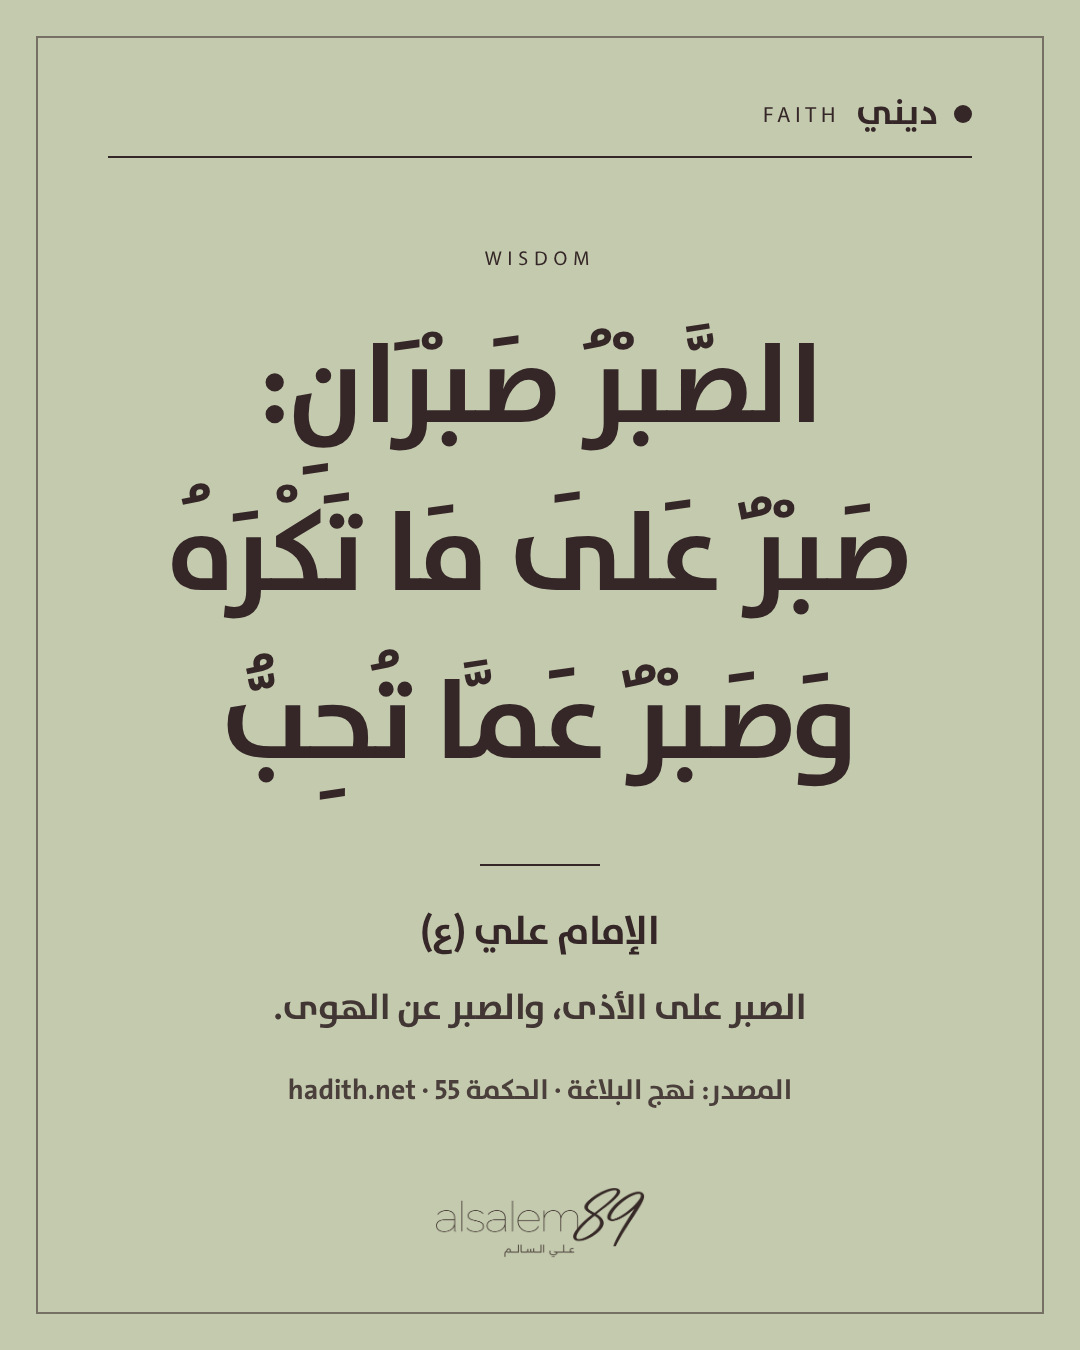 ديني FAITH
WISDOM
الصَّبْرُ صَبْرَانِ:
صَبْرٌ عَلَى مَا تَكْرَهُ
وَصَبْرٌ عَمَّا تُحِبُّ
الإمام علي (ع)
الصبر على الأذى، والصبر عن الهوى.
المصدر: نهج البلاغة · الحكمة 55 · hadith.net
alsalem89
علي السالم